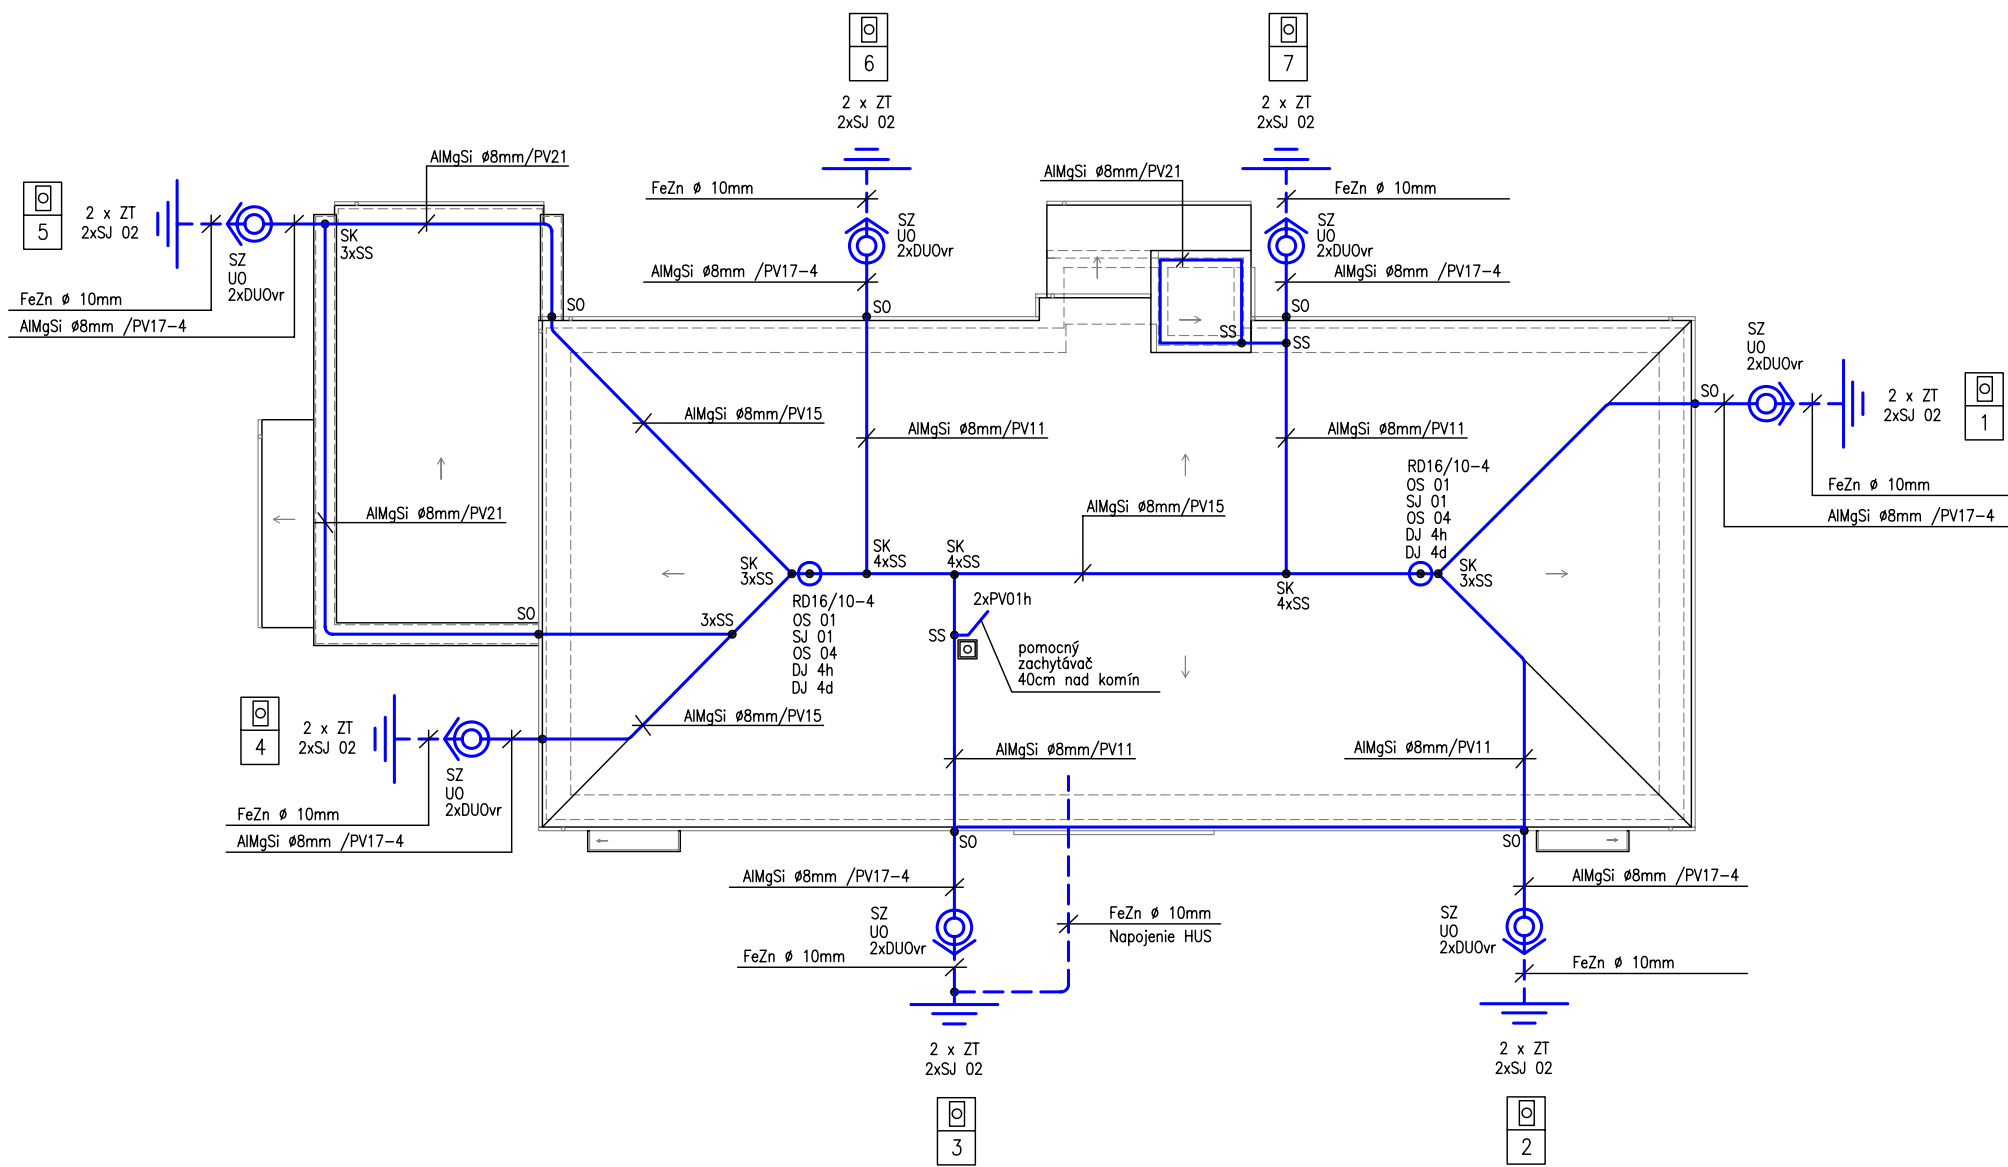 6
2 x ZT
2xSJ 02
7
2 x ZT
2xSJ 02
AlMgSi ø8mm/PV21
FeZn ø 10mm
SZ
UO
2xDUOvr
AlMgSi ø8mm /PV17-4
SO
AlMgSi ø8mm/PV21
FeZn ø 10mm
SZ
UO
2xDUOvr
AlMgSi ø8mm /PV17-4
SO
SS
SS
5
2 x ZT
2xSJ 02
SZ
UO
2xDUOvr
SK
3xSS
FeZn ø 10mm
AlMgSi ø8mm /PV17-4
SO
SZ
UO
2xDUOvr
SO
2 x ZT
2xSJ 02
1
FeZn ø 10mm
AlMgSi ø8mm /PV17-4
AlMgSi ø8mm/PV15
AlMgSi ø8mm/PV11
AlMgSi ø8mm/PV11
RD16/10-4
OS 01
SJ 01
OS 04
DJ 4h
DJ 4d
AlMgSi ø8mm/PV21
AlMgSi ø8mm/PV15
SK
3xSS
SK
4xSS
SK
4xSS
SK
4xSS
SK
3xSS
RD16/10-4
OS 01
SJ 01
OS 04
DJ 4h
DJ 4d
SO
3xSS
2xPV01h
SS
pomocný
zachytávač
40cm nad komín
4
2 x ZT
2xSJ 02
SZ
UO
2xDUOvr
FeZn ø 10mm
AlMgSi ø8mm /PV17-4
AlMgSi ø8mm/PV15
AlMgSi ø8mm/PV11
AlMgSi ø8mm/PV11
SO
SO
AlMgSi ø8mm /PV17-4
SZ
UO
2xDUOvr
FeZn ø 10mm
FeZn ø 10mm
Napojenie HUS
AlMgSi ø8mm /PV17-4
SZ
UO
2xDUOvr
FeZn ø 10mm
2 x ZT
2xSJ 02
3
2 x ZT
2xSJ 02
2